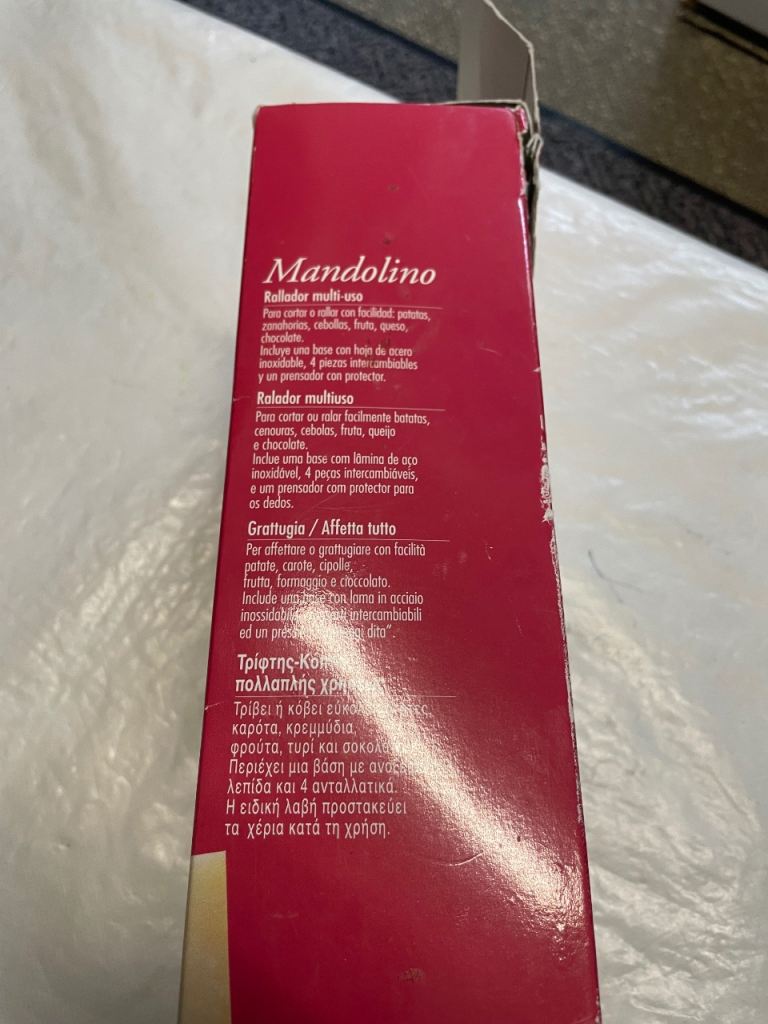 Mandolino
Rallador multi-uso
Para cortar o rallar con facilidad: patatas,
zanahorias, cebollas, fruta, queso,
chocolate.
Incluye una base con hoja de acero
inoxidable, 4 piezas intercambiables
y un prensador con protector.
Ralador multiuso
Para cortar ou ralar facilmente batatas,
cenouras, cebolas, fruta, queijo
e chocolate.
Inclue uma base com lâmina de aço
inoxidável, 4 peças intercambiáveis,
e um prensador com protector para
os dedos.
Grattugia / Affetta tutto
Per affettare o grattugiare con facilità
patate, carote, cipolle,
frutta, formaggio e cioccolato.
Include una base con lama in acciaio
intercambiabili
ed un dita".
πολλαπλής
Τρίβει ή κόβει
καρότα, κρεμμύδια,
φρούτα, τυρί και
Περιέχει μια βάση με
λεπίδα και 4 ανταλλατικά.
Η ειδική λαβή προστακεύει
τα χέρια κατά τη χρήση.